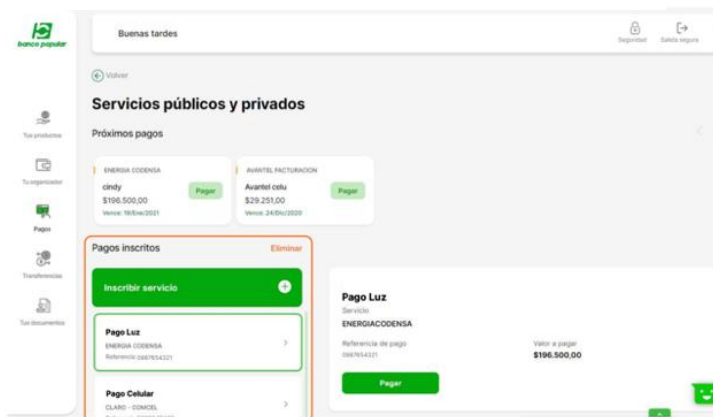 banco popular
Buenas tardes
Seguridad
Salida segura
Volver
Servicios públicos y privados
Próximos pagos
Tus productos
Tu organizador
Pagos
Transferencias
Tus documentos
ENERGIA CODENSA
cindy
$196.500,00
Vence: 19/Ene/2021
Pagar
AVANTEL FACTURACION
Avantel celu
$29.251,00
Vence: 24/Dic/2020
Pagar
Pagos inscritos
Eliminar
Inscribir servicio
Pago Luz
ENERGIA CODENSA
Referencia: 0987654321
Pago Celular
CLARO - COMCEL
Pago Luz
Servicio
ENERGIACODENSA
Referencia de pago
0987654321
Valor a pagar
$196.500,00
Pagar